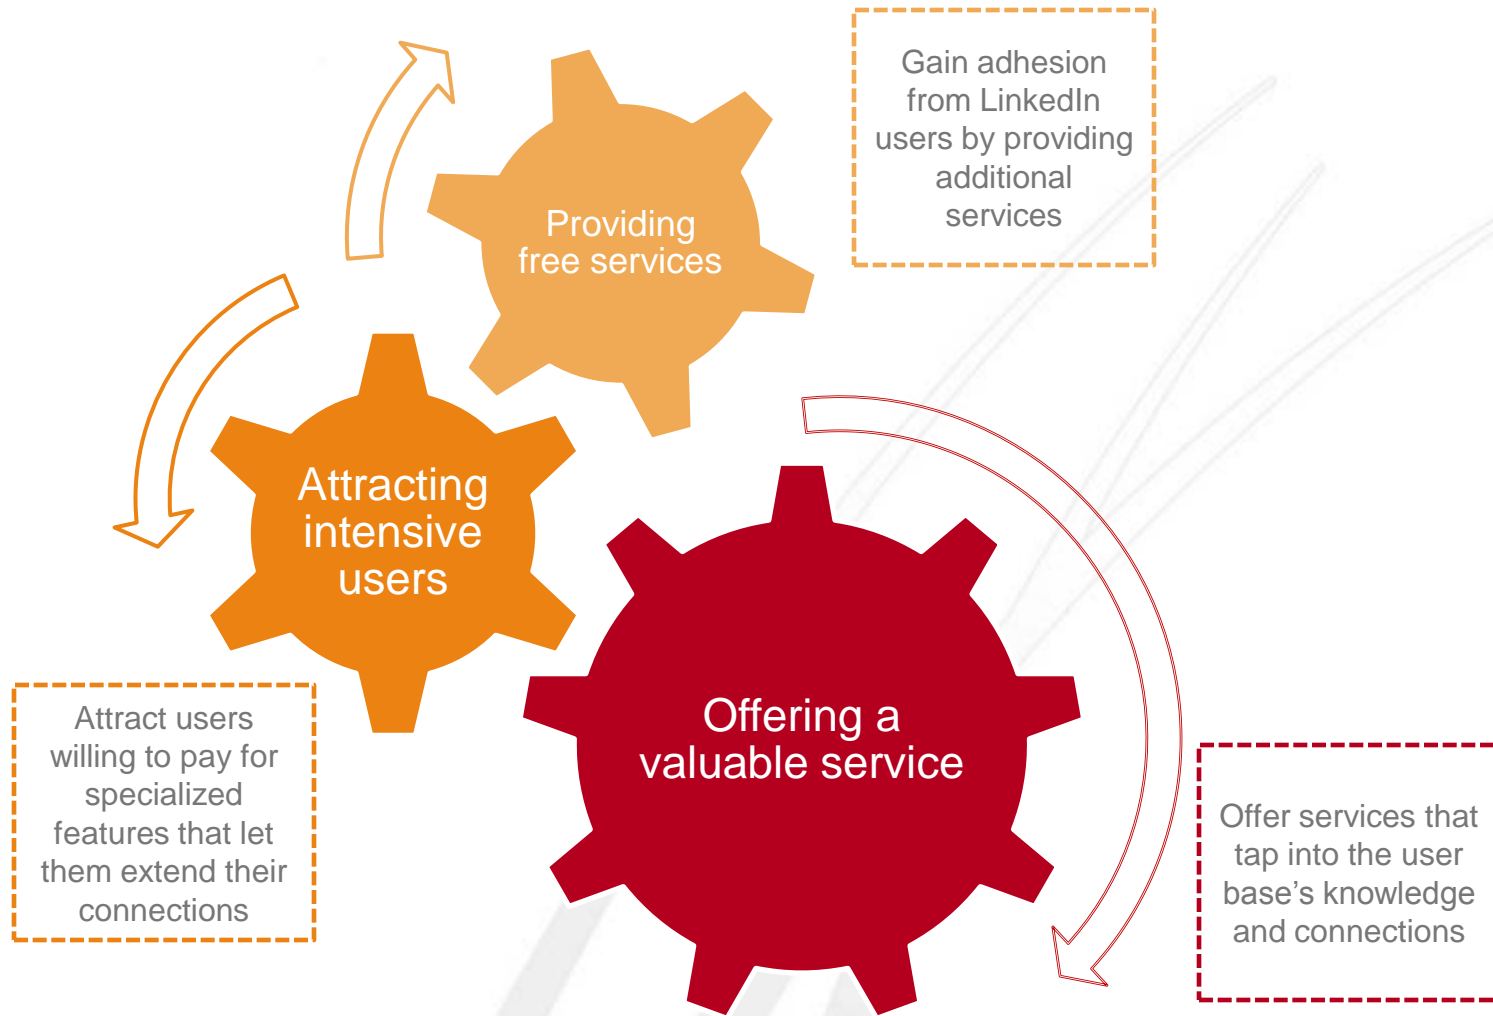 Gain adhesion
from LinkedIn
users by providing
additional
services
Providing
free services
Attracting
intensive
users
Attract users
willing to pay for
specialized
features that let
them extend their
connections
Offering a
valuable service
Offer services that
tap into the user
base’s knowledge
and connections